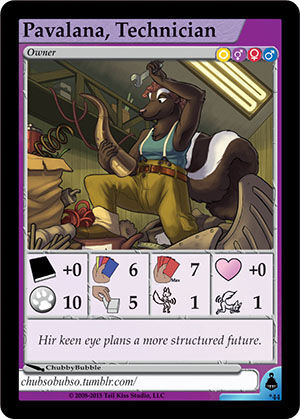 Pavalana, Technician
Owner
+0
6
7
Max
+0
10
5
1
1
Hir keen eye plans a more structured future.
ChubbyBubble
chubsobubso.tumblr.com/
© 2008-2013 Tail Kiss Studio, LLC
*44